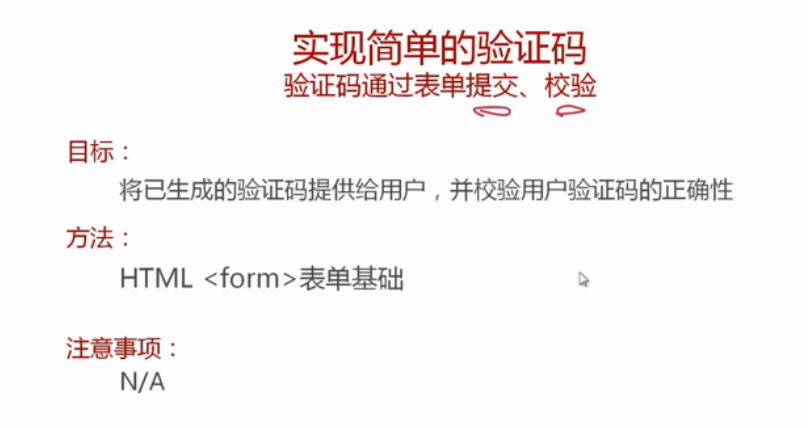 实现简单的验证码
验证码通过表单提交、校验
目标：
将已生成的验证码提供给用户，并校验用户验证码的正确性
方法：
HTML <form>表单基础
注意事项：
N/A